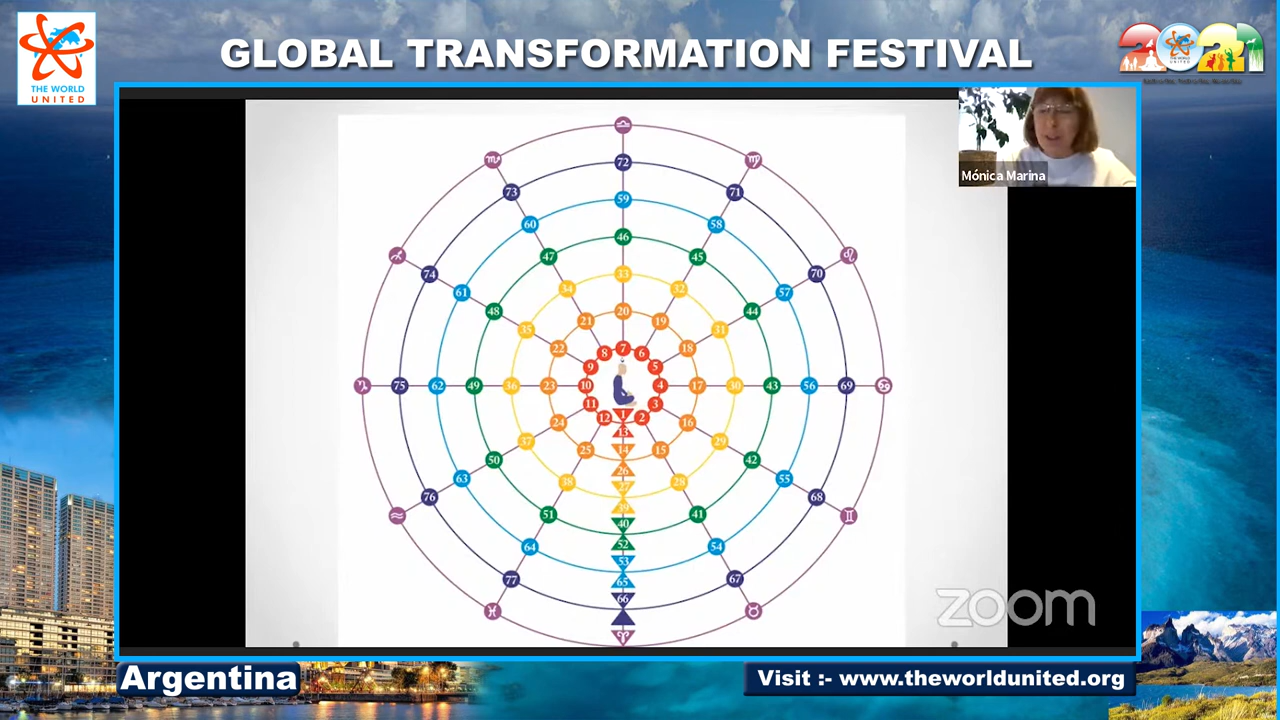 GLOBAL TRANSFORMATION FESTIVAL
2021
THE WORLD
UNITED
Mónica Marina
♎
♏ 72 ♍
73 59 71
60 58
♐ 47 46 45 ♌
74 34 33 32 70
61 57
48 21 20 19 44
35 31
22 8 7 6 18
9 5
♑ 75 62 49 36 23 10 4 17 30 43 56 69 ♋
11 3
24 12 1 2 16
13
37 29
25 14 15
50 26 42
63 38 27 28 55
76 39 68
♒ 51 40 41 ♊
52
64 53 54
77 65 67
66
♓ ♉
♈
zoom
Argentina
Visit :- www.theworldunited.org